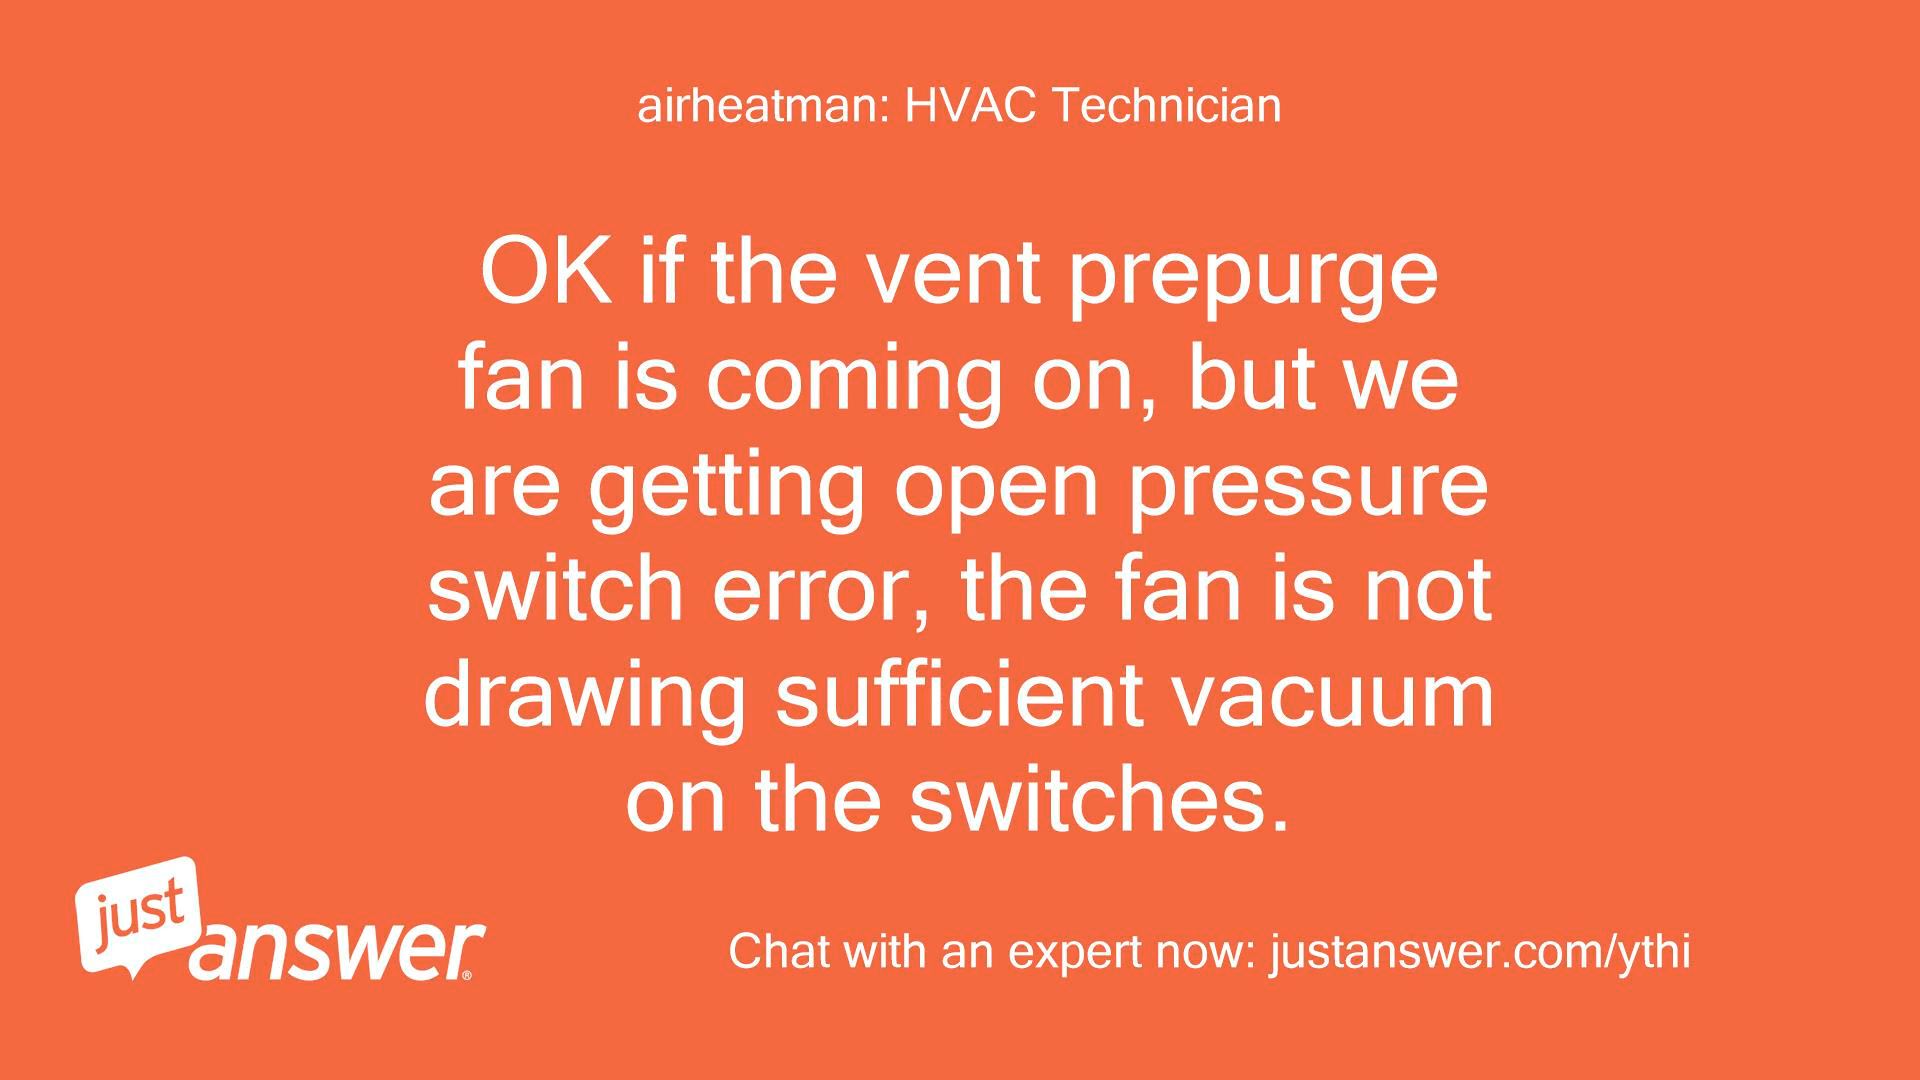 airheatman: HVAC Technician
OK if the vent prepurge
fan is coming on, but we
are getting open pressure
switch error, the fan is not
drawing sufficient vacuum
on the switches.
just
answer®
Chat with an expert now: justanswer.com/ythi